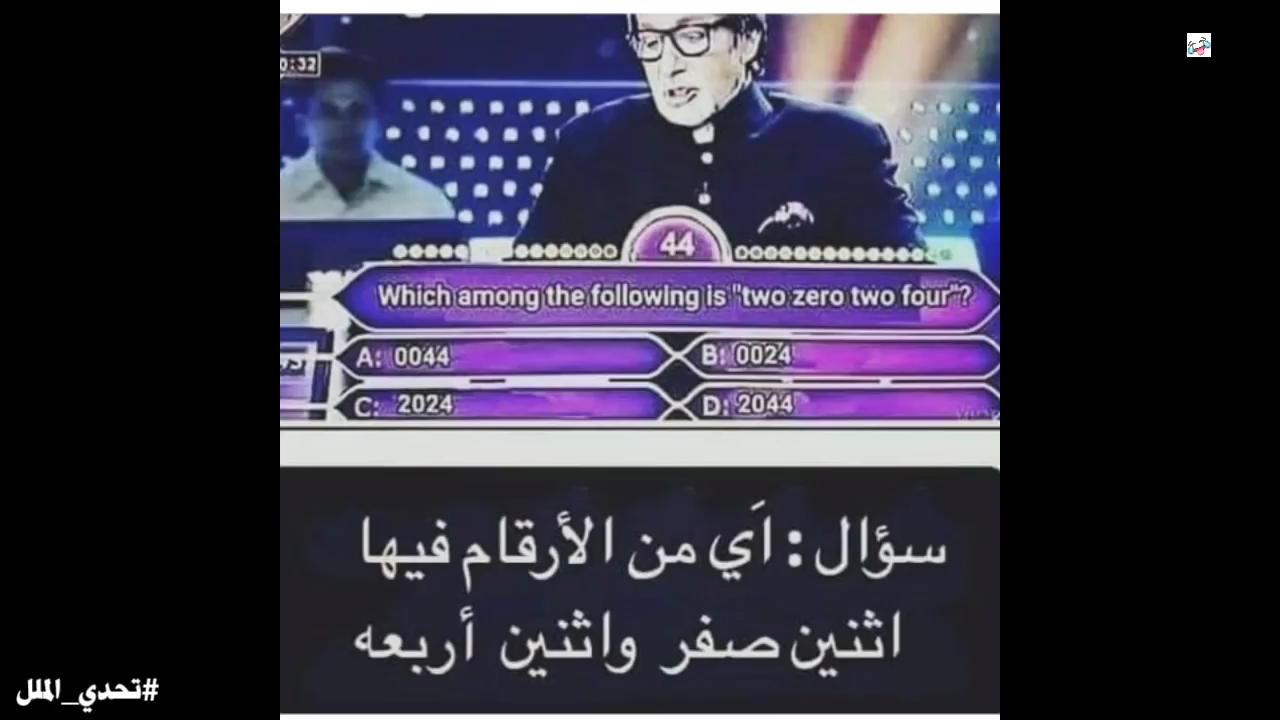 0:32
44
Which among the following is "two zero two four"?
A: 0044
B: 0024
C: 2024
D: 2044
سؤال: اَي من الأرقام فيها
اثنين صفر واثنين أربعه
#تحدي_الملل